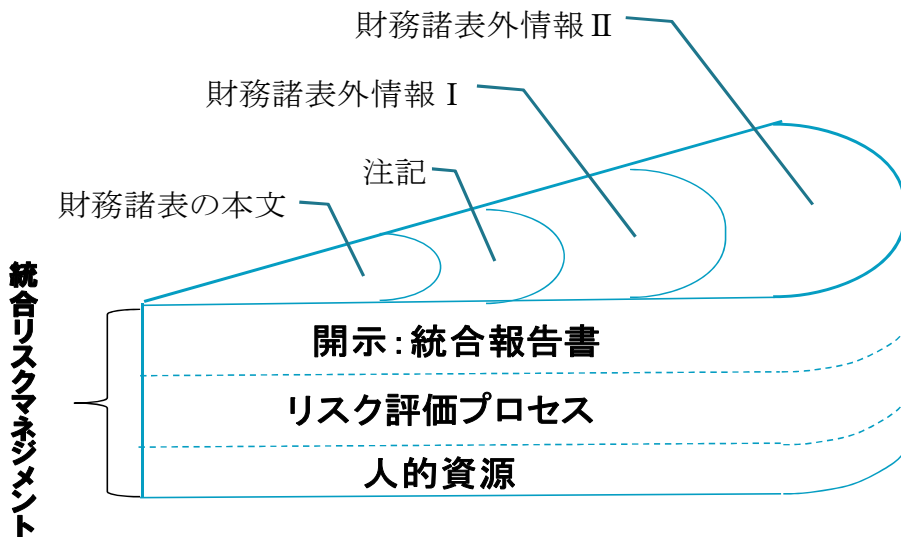 財務諸表外情報Ⅱ
財務諸表外情報Ⅰ
注記
財務諸表の本文
統合リスクマネジメント
開示:統合報告書
リスク評価プロセス
人的資源